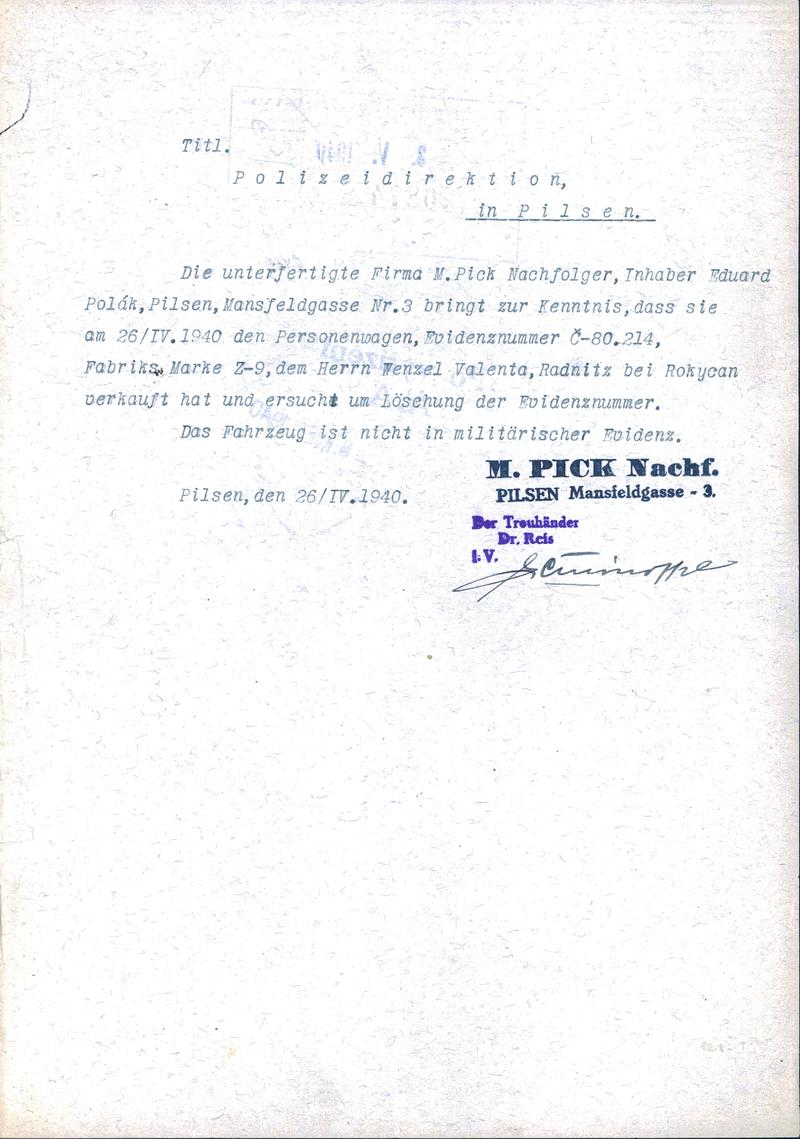 Titl.
Polizeidirektion,
in Pilsen.
Die unterfertigte Firma M.Pick Nachfolger, Inhaber Eduard
Polák, Pilsen, Mansfeldgasse Nr.3 bringt zur Kenntnis, dass sie
am 26/IV.1940 den Personenwagen, Evidenznummer Č-80.214,
Fabriks Marke Z-9, dem Herrn Wenzel Valenta, Radnitz bei Rokycan
verkauft hat und ersucht um Löschung der Evidenznummer.
Das Fahrzeug ist nicht in militärischer Evidenz.
M. PICK Nachf.
PILSEN Mansfeldgasse - 3.
Pilsen, den 26/IV.1940.
Der Treuhänder
Dr. Reis
i.V.